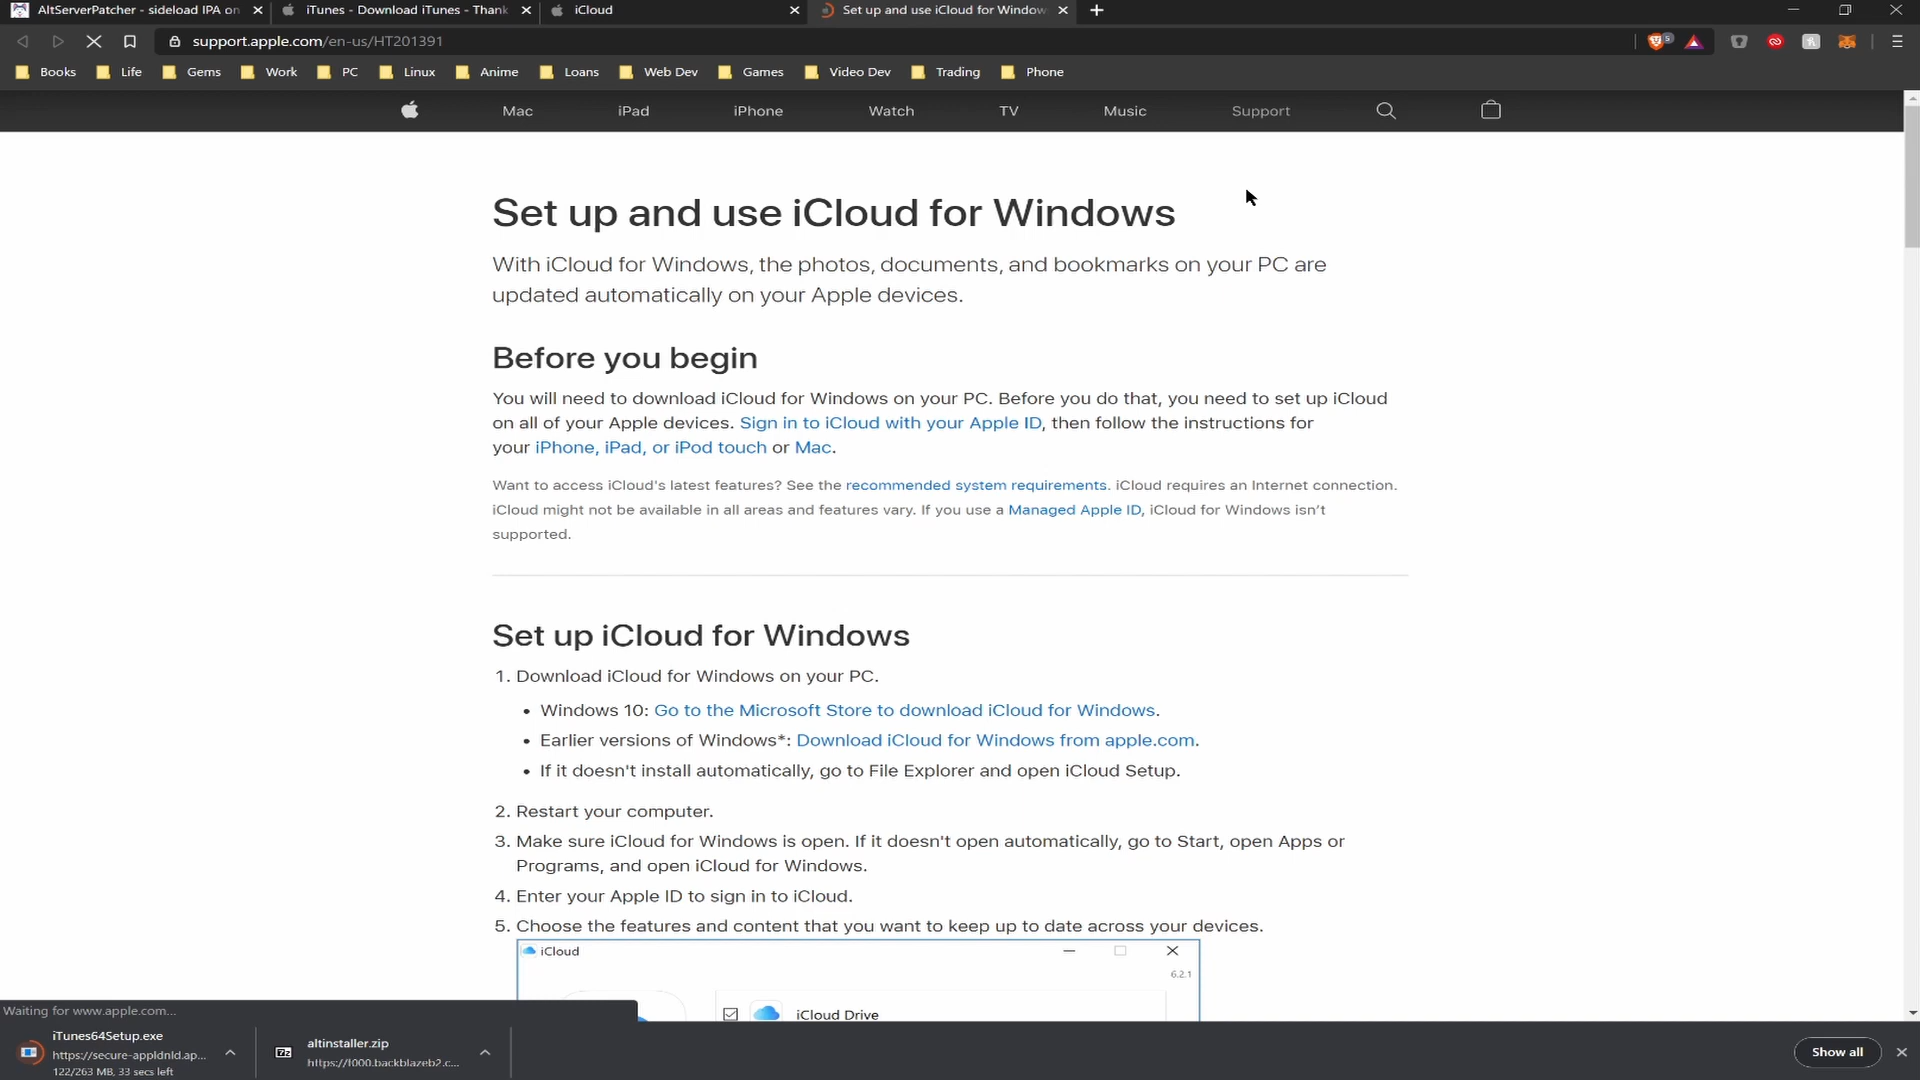 AltServerPatcher - sideload IPA on
iTunes - Download iTunes - Thank
iCloud
Set up and use iCloud for Window
support.apple.com/en-us/HT201391
5
Books Life Gems Work PC Linux Anime Loans Web Dev Games Video Dev Trading Phone
Mac iPad iPhone Watch TV Music Support
Set up and use iCloud for Windows
With iCloud for Windows, the photos, documents, and bookmarks on your PC are
updated automatically on your Apple devices.
Before you begin
You will need to download iCloud for Windows on your PC. Before you do that, you need to set up iCloud
on all of your Apple devices. Sign in to iCloud with your Apple ID, then follow the instructions for
your iPhone, iPad, or iPod touch or Mac.
Want to access iCloud's latest features? See the recommended system requirements. iCloud requires an Internet connection.
iCloud might not be available in all areas and features vary. If you use a Managed Apple ID, iCloud for Windows isn’t
supported.
Set up iCloud for Windows
1. Download iCloud for Windows on your PC.
• Windows 10: Go to the Microsoft Store to download iCloud for Windows.
• Earlier versions of Windows*: Download iCloud for Windows from apple.com.
• If it doesn't install automatically, go to File Explorer and open iCloud Setup.
2. Restart your computer.
3. Make sure iCloud for Windows is open. If it doesn't open automatically, go to Start, open Apps or
Programs, and open iCloud for Windows.
4. Enter your Apple ID to sign in to iCloud.
5. Choose the features and content that you want to keep up to date across your devices.
iCloud
6.2.1
iCloud Drive
Waiting for www.apple.com...
iTunes64Setup.exe
https://secure-appldnld.ap...
122/263 MB, 33 secs left
7z
altinstaller.zip
https://f000.backblazeb2.c...
Show all